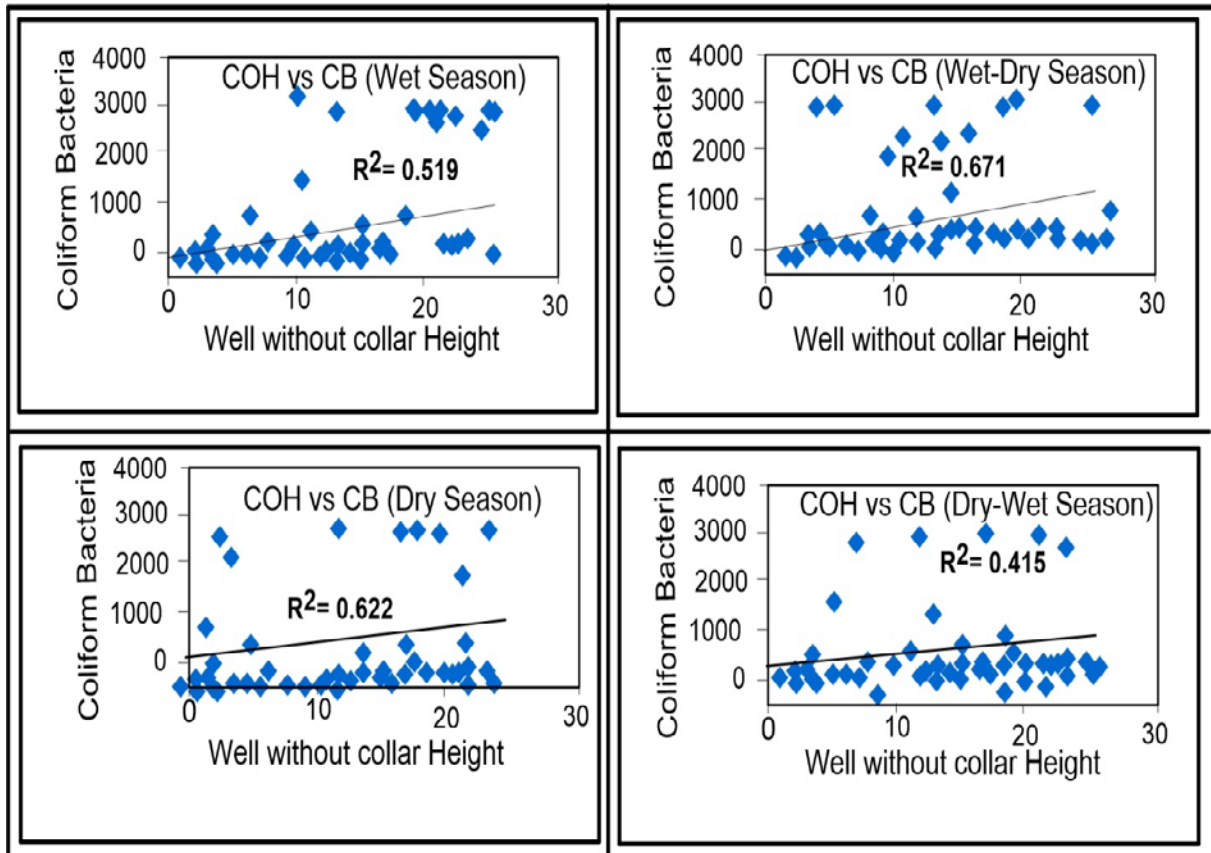 COH vs CB (Wet Season)
Coliform Bacteria
4000
3000
2000
1000
0
R2= 0.519
0 10 20 30
Well without collar Height
COH vs CB (Wet-Dry Season)
Coliform Bacteria
4000
3000
2000
1000
0
R2= 0.671
0 10 20 30
Well without collar Height
COH vs CB (Dry Season)
Coliform Bacteria
4000
3000
2000
1000
0
R2= 0.622
0 10 20 30
Well without collar Height
COH vs CB (Dry-Wet Season)
Coliform Bacteria
4000
3000
2000
1000
0
R2= 0.415
0 10 20 30
Well without collar Height